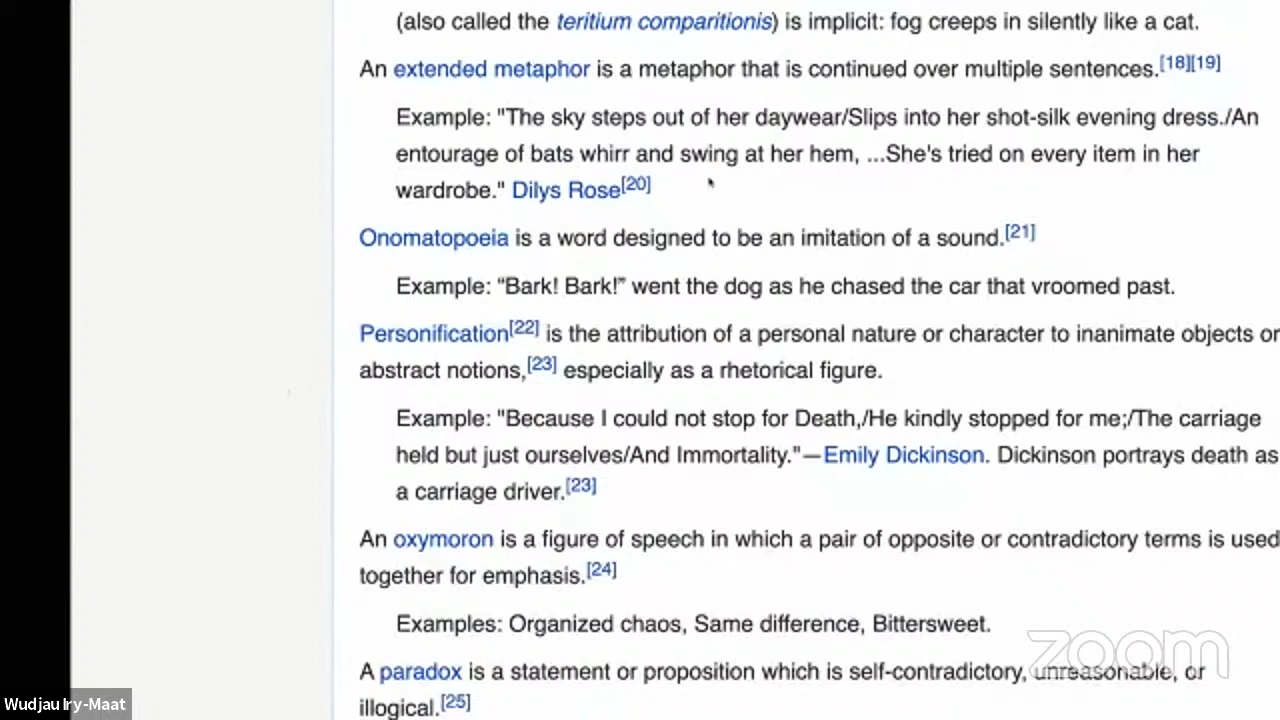 (also called the teritium comparitionis) is implicit: fog creeps in silently like a cat.
An extended metaphor is a metaphor that is continued over multiple sentences.[18][19]
Example: "The sky steps out of her daywear/Slips into her shot-silk evening dress./An
entourage of bats whirr and swing at her hem, ...She's tried on every item in her
wardrobe." Dilys Rose[20]
Onomatopoeia is a word designed to be an imitation of a sound.[21]
Example: “Bark! Bark!” went the dog as he chased the car that vroomed past.
Personification[22] is the attribution of a personal nature or character to inanimate objects or
abstract notions,[23] especially as a rhetorical figure.
Example: "Because I could not stop for Death,/He kindly stopped for me;/The carriage
held but just ourselves/And Immortality."—Emily Dickinson. Dickinson portrays death as
a carriage driver.[23]
An oxymoron is a figure of speech in which a pair of opposite or contradictory terms is used
together for emphasis.[24]
Examples: Organized chaos, Same difference, Bittersweet.
A paradox is a statement or proposition which is self-contradictory, unreasonable, or
illogical.[25]
zoom
Wudjau Iry-Maat